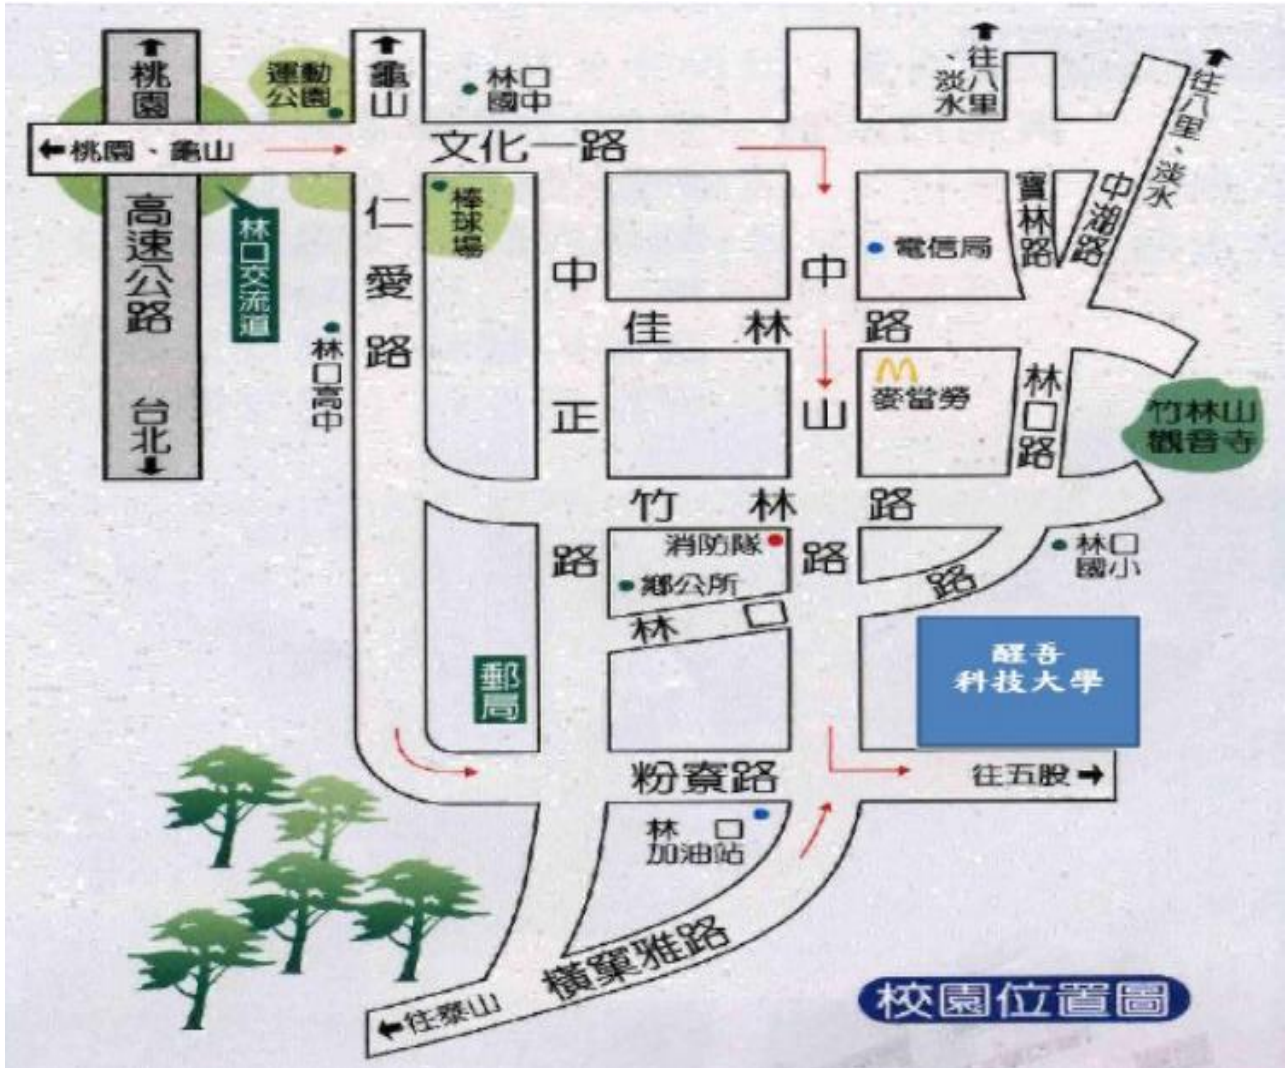 桃園
高速公路
台北
桃園、龜山
運動
公園
龜山
林口
國中
往八里
、淡水
往八里、淡水
文化一路
林口交流道
仁愛路
棒球場
林口高中
中正路
中山路
電信局
寶林路
中湖路
佳林路
麥當勞
林口路
竹林山
觀音寺
竹林路
消防隊
鄉公所
林口路
林口
國小
郵局
醒吾
科技大學
粉寮路
往五股
林口
加油站
橫窠雅路
往泰山
校園位置圖